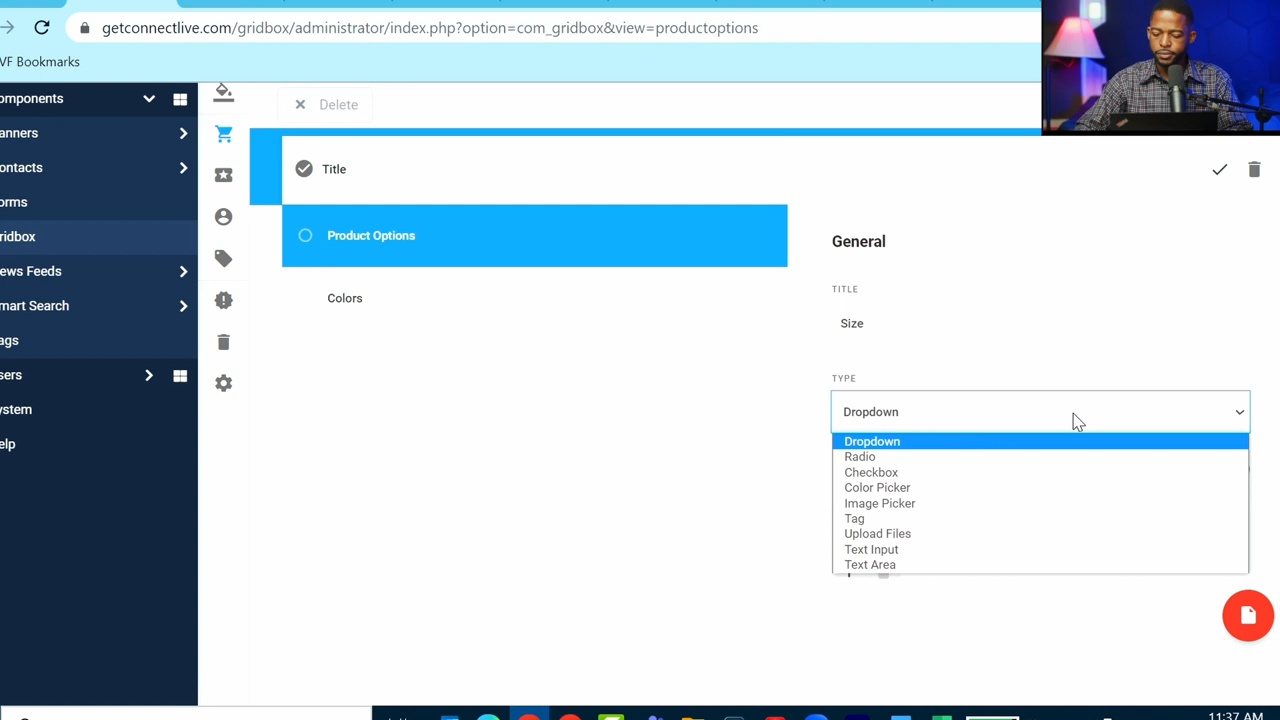 getconnectlive.com/gridbox/administrator/index.php?option=com_gridbox&view=productoptions
VF Bookmarks
omponents
anners
ontacts
orms
ridbox
ews Feeds
mart Search
ags
sers
ystem
elp
Delete
Title
Product Options
Colors
General
TITLE
Size
TYPE
Dropdown
Dropdown
Radio
Checkbox
Color Picker
Image Picker
Tag
Upload Files
Text Input
Text Area
11:37 AM